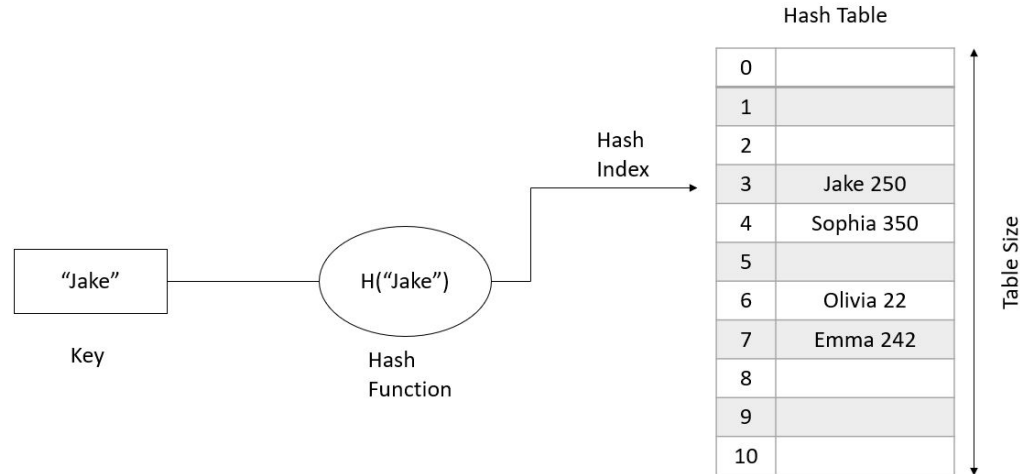 Hash Table
0
1
2
Hash
Index
3 Jake 250
4 Sophia 350
5
“Jake”
H(“Jake”)
6 Olivia 22
7 Emma 242
Key
Hash
Function
8
9
10
Table Size